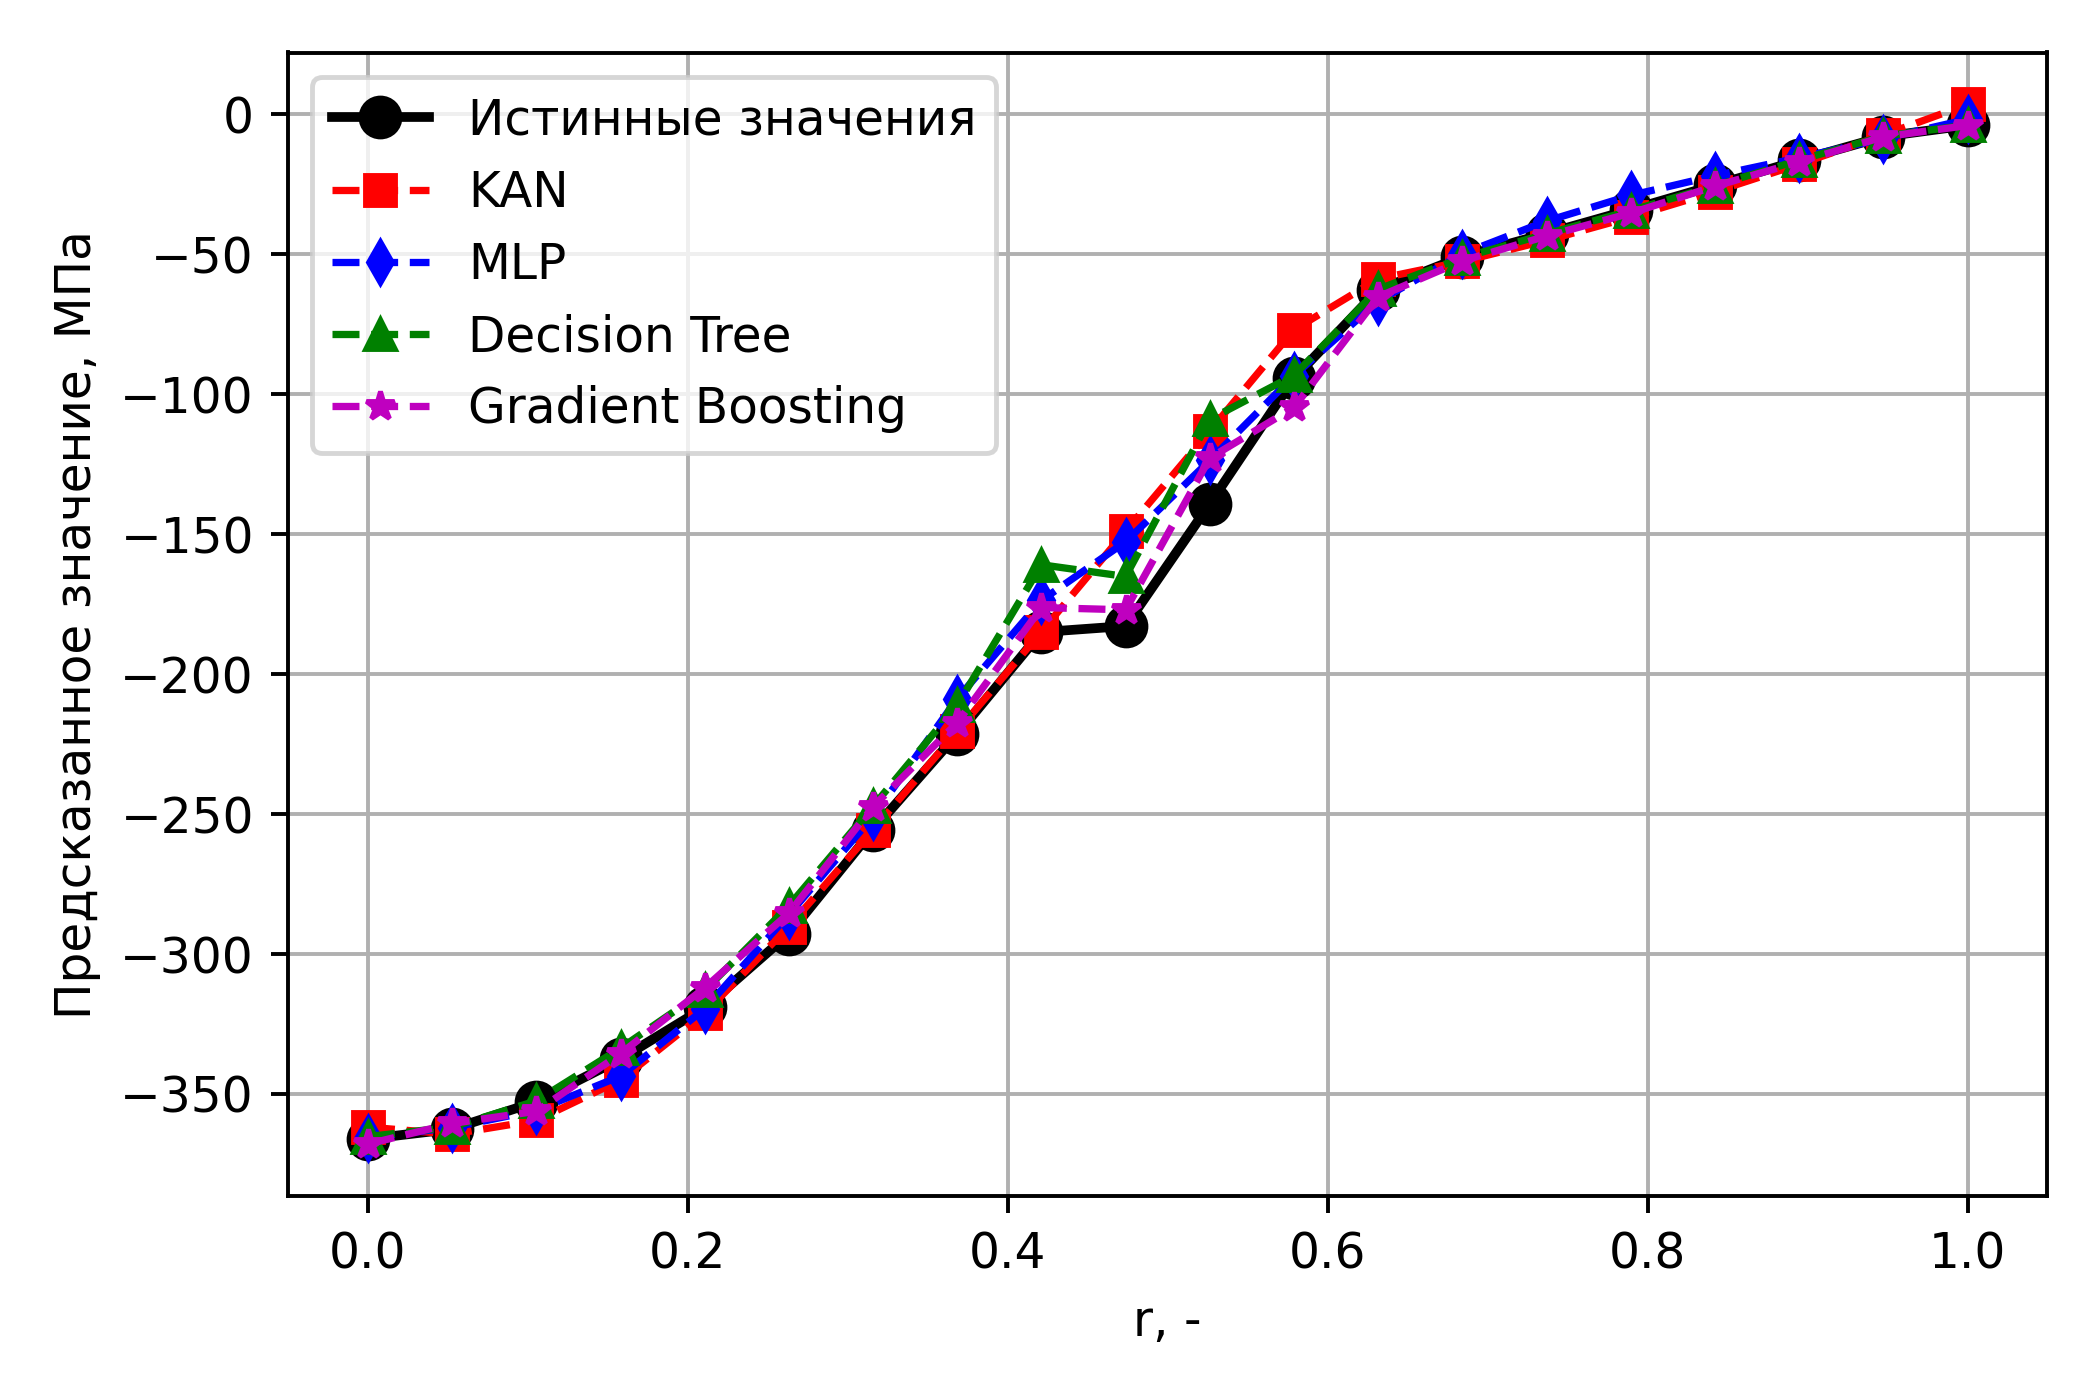 Истинные значения
KAN
MLP
Decision Tree
Gradient Boosting
Предсказанное значение, МПа
0
−50
−100
−150
−200
−250
−300
−350
0.0 0.2 0.4 0.6 0.8 1.0
r, -